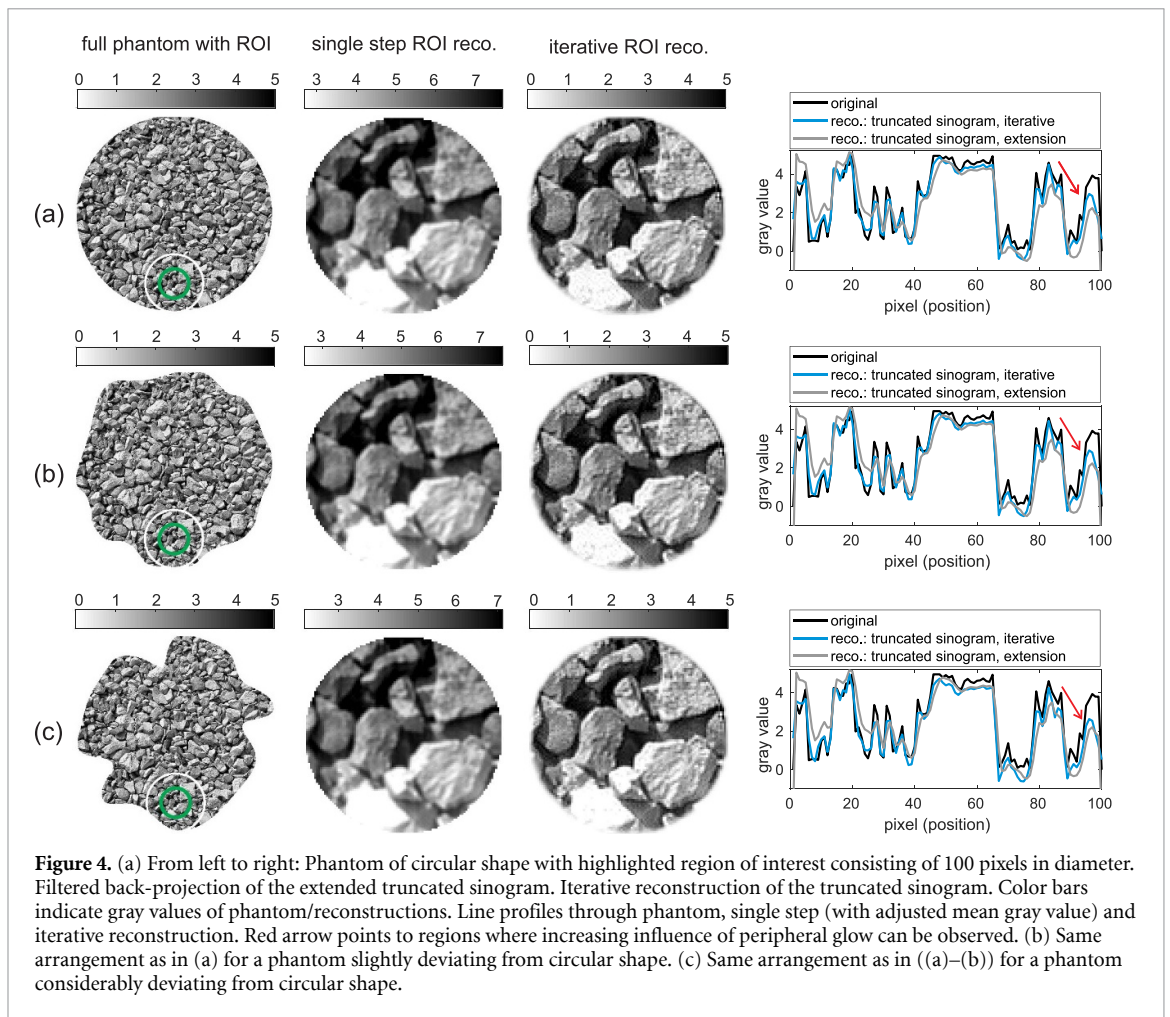 full phantom with ROI
single step ROI reco.
iterative ROI reco.
0 1 2 3 4 5
3 4 5 6 7
0 1 2 3 4 5
(a)
original
reco.: truncated sinogram, iterative
reco.: truncated sinogram, extension
gray value
4
2
0
0 20 40 60 80 100
pixel (position)
0 1 2 3 4 5
3 4 5 6 7
0 1 2 3 4 5
(b)
original
reco.: truncated sinogram, iterative
reco.: truncated sinogram, extension
gray value
4
2
0
0 20 40 60 80 100
pixel (position)
0 1 2 3 4 5
3 4 5 6 7
0 1 2 3 4 5
(c)
original
reco.: truncated sinogram, iterative
reco.: truncated sinogram, extension
gray value
4
2
0
0 20 40 60 80 100
pixel (position)
Figure 4. (a) From left to right: Phantom of circular shape with highlighted region of interest consisting of 100 pixels in diameter.
Filtered back-projection of the extended truncated sinogram. Iterative reconstruction of the truncated sinogram. Color bars
indicate gray values of phantom/reconstructions. Line profiles through phantom, single step (with adjusted mean gray value) and
iterative reconstruction. Red arrow points to regions where increasing influence of peripheral glow can be observed. (b) Same
arrangement as in (a) for a phantom slightly deviating from circular shape. (c) Same arrangement as in ((a)–(b)) for a phantom
considerably deviating from circular shape.